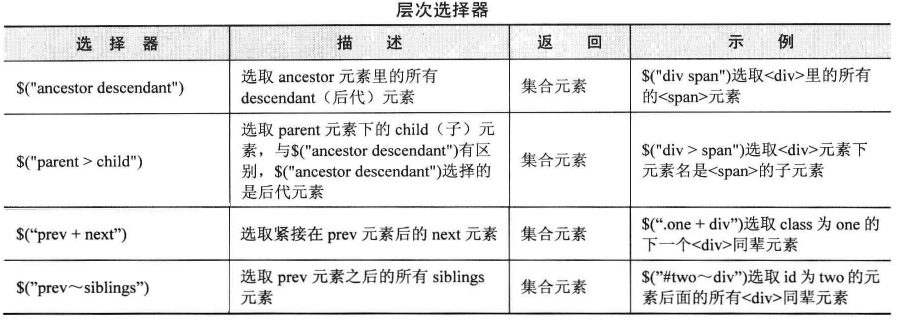 层次选择器
选 择 器 描 述 返 回 示 例
$("ancestor descendant")
选取 ancestor 元素里的所有
descendant（后代）元素
集合元素
$("div span")选取<div>里的所有
的<span>元素
$("parent > child")
选取 parent 元素下的 child（子）元
素，与$("ancestor descendant")有区
别，$("ancestor descendant")选择的
是后代元素
集合元素
$("div > span")选取<div>元素下
元素名是<span>的子元素
$(“prev + next”)
选取紧接在 prev 元素后的 next 元素
集合元素
$(“.one + div”)选取 class 为 one 的
下一个<div>同辈元素
$(”prev～siblings”)
选取 prev 元素之后的所有 siblings
元素
集合元素
$(”#two～div”)选取 id 为 two 的元
素后面的所有<div>同辈元素